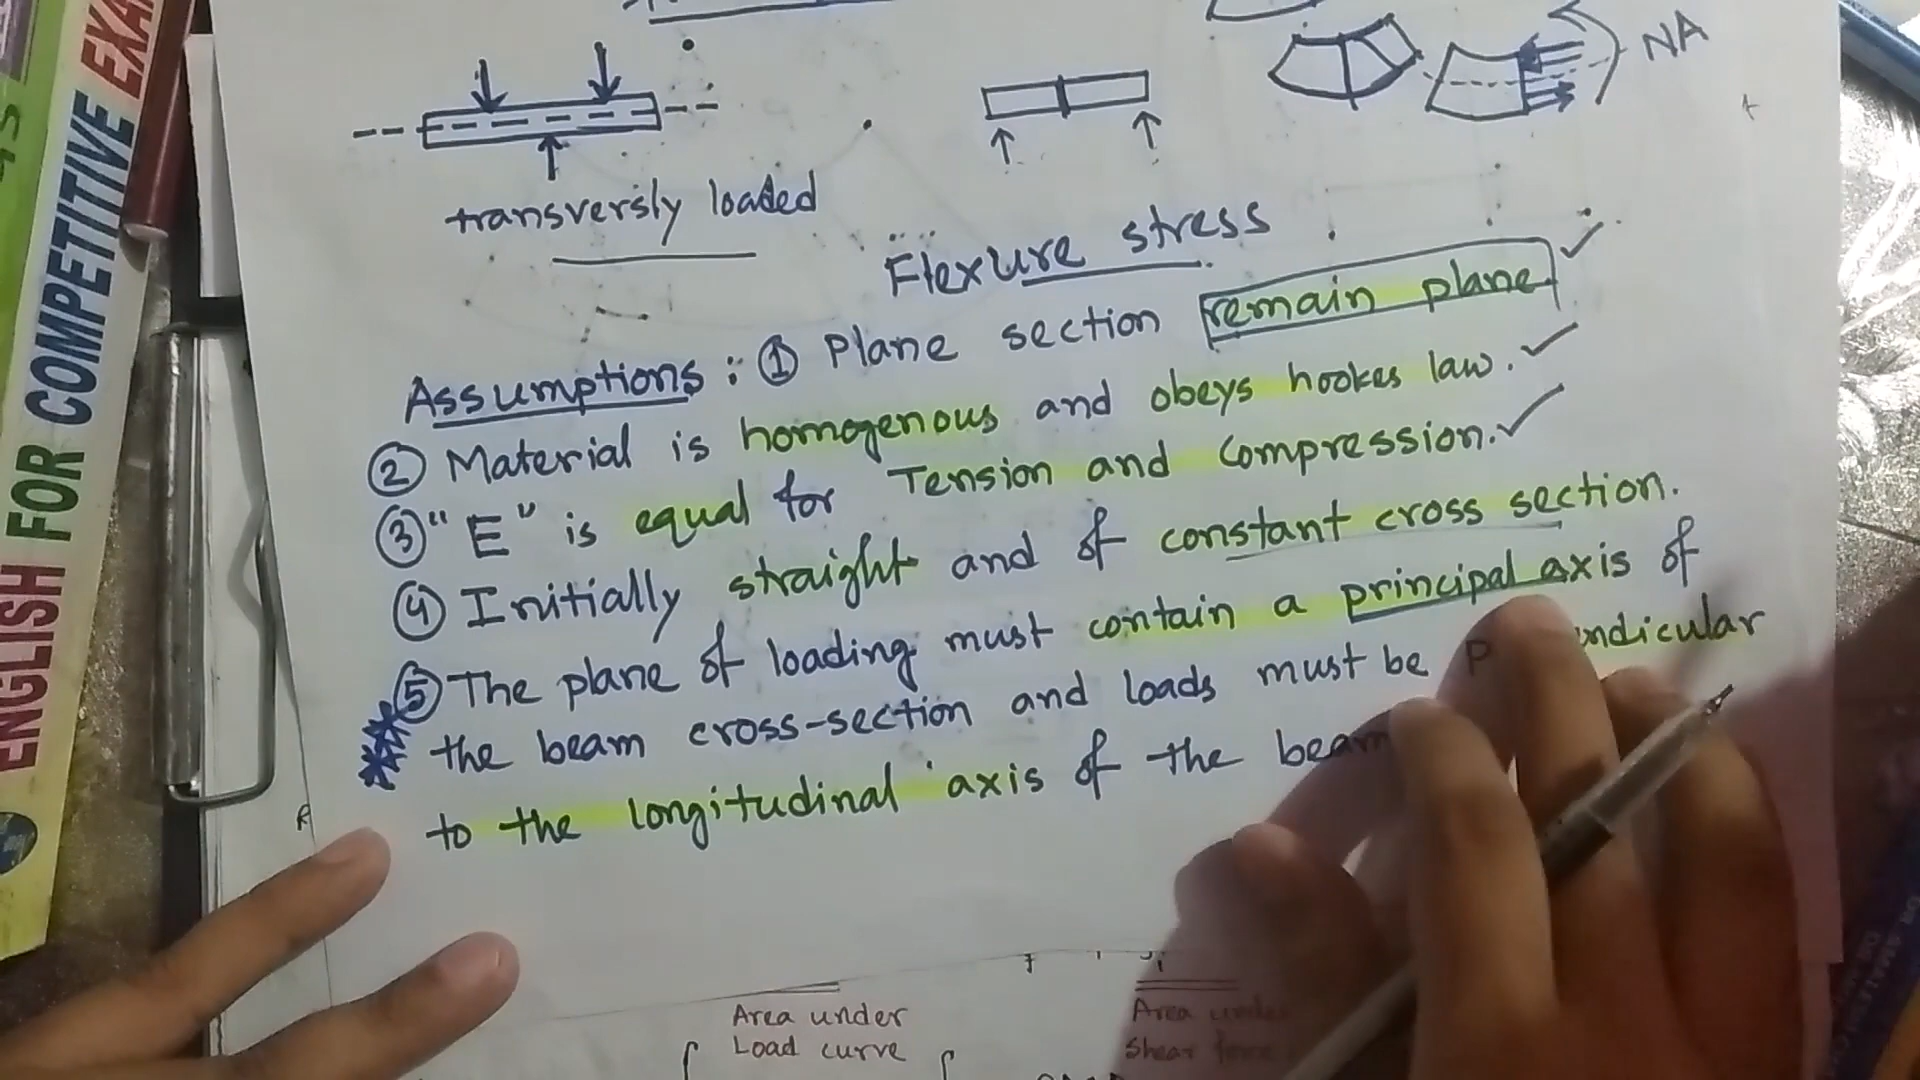 NA
transversly loaded
Flexure stress
Assumptions : ① Plane section remain plane
② Material is homogenous and obeys hookes law.
③ "E" is equal for Tension and compression.
④ Initially straight and of constant cross section.
⑤ The plane of loading must contain a principal axis of
the beam cross-section and loads must be P ndicular
to the longitudinal axis of the beam
Area under
Load curve
Area
Shear
ENGLISH FOR COMPETITIVE EXA